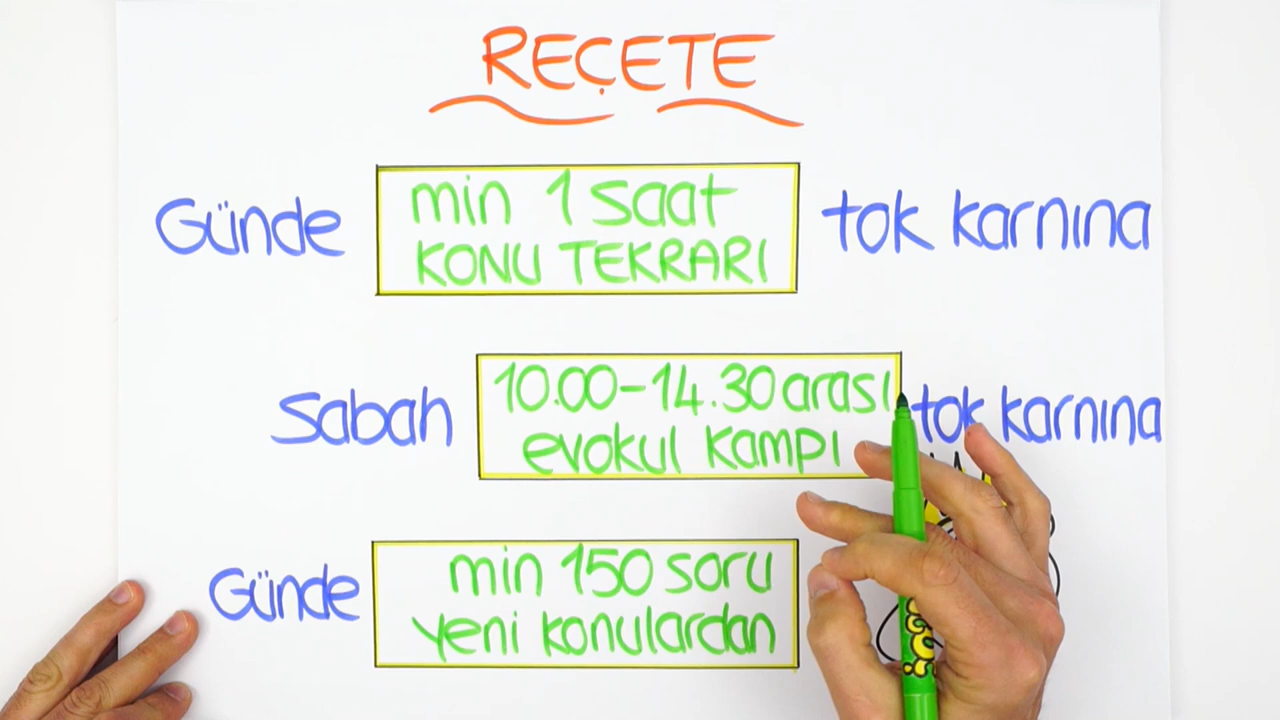 REÇETE
Günde min 1 saat KONU TEKRARI tok karnına
Sabah 10.00-14.30 arası evokul kampı tok karnına
Günde min 150 soru yeni konulardan